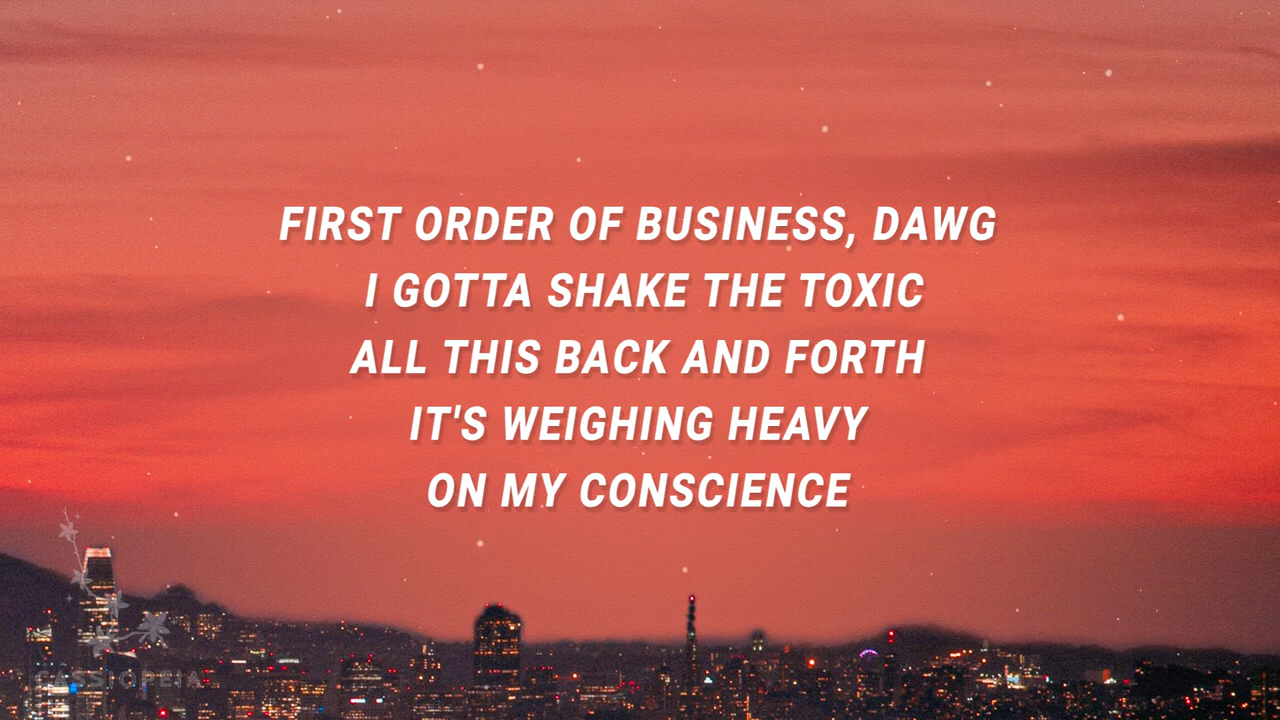 FIRST ORDER OF BUSINESS, DAWG
I GOTTA SHAKE THE TOXIC
ALL THIS BACK AND FORTH
IT'S WEIGHING HEAVY
ON MY CONSCIENCE
CASSIOPEIA